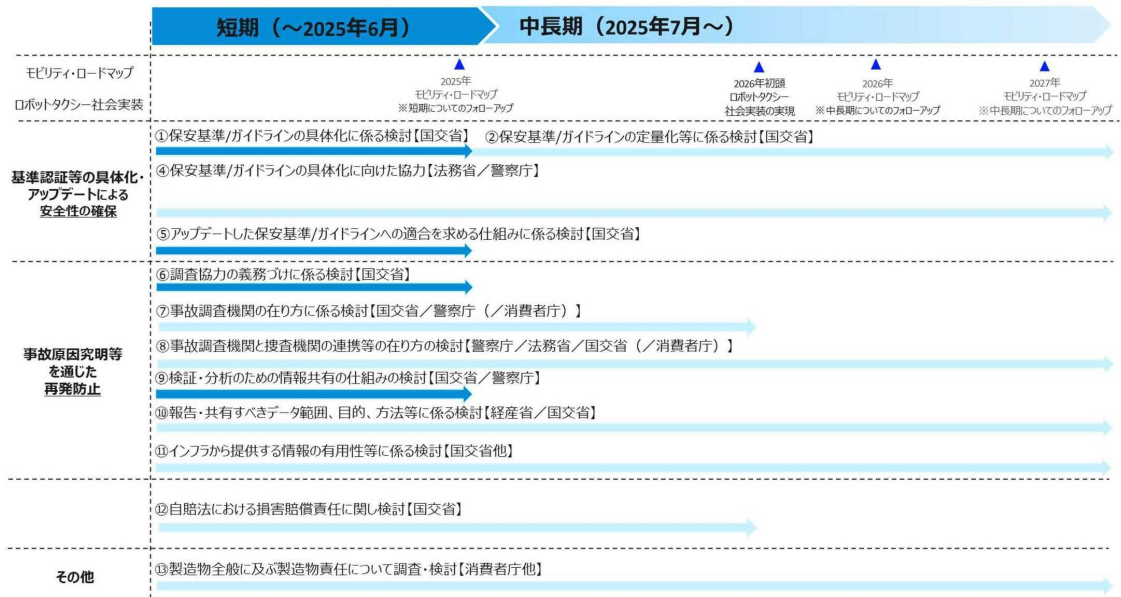 短期（～2025年6月）
中長期（2025年7月～）
モビリティ・ロードマップ
ロボットタクシー社会実装
2025年
モビリティ・ロードマップ
※短期についてのフォローアップ
2026年初頭
ロボットタクシー
社会実装の実現
2026年
モビリティ・ロードマップ
※中長期についてのフォローアップ
2027年
モビリティ・ロードマップ
※中長期についてのフォローアップ
基準認証等の具体化・
アップデートによる
安全性の確保
①保安基準/ガイドラインの具体化に係る検討【国交省】
②保安基準/ガイドラインの定量化等に係る検討【国交省】
④保安基準/ガイドラインの具体化に向けた協力【法務省／警察庁】
⑤アップデートした保安基準/ガイドラインへの適合を求める仕組みに係る検討【国交省】
事故原因究明等
を通じた
再発防止
⑥調査協力の義務づけに係る検討【国交省】
⑦事故調査機関の在り方に係る検討【国交省／警察庁（／消費者庁）】
⑧事故調査機関と捜査機関の連携等の在り方の検討【警察庁／法務省／国交省（／消費者庁）】
⑨検証・分析のための情報共有の仕組みの検討【国交省／警察庁】
⑩報告・共有すべきデータ範囲、目的、方法等に係る検討【経産省／国交省】
⑪インフラから提供する情報の有用性等に係る検討【国交省他】
⑫自賠法における損害賠償責任に関し検討【国交省】
その他
⑬製造物全般に及ぶ製造物責任について調査・検討【消費者庁他】